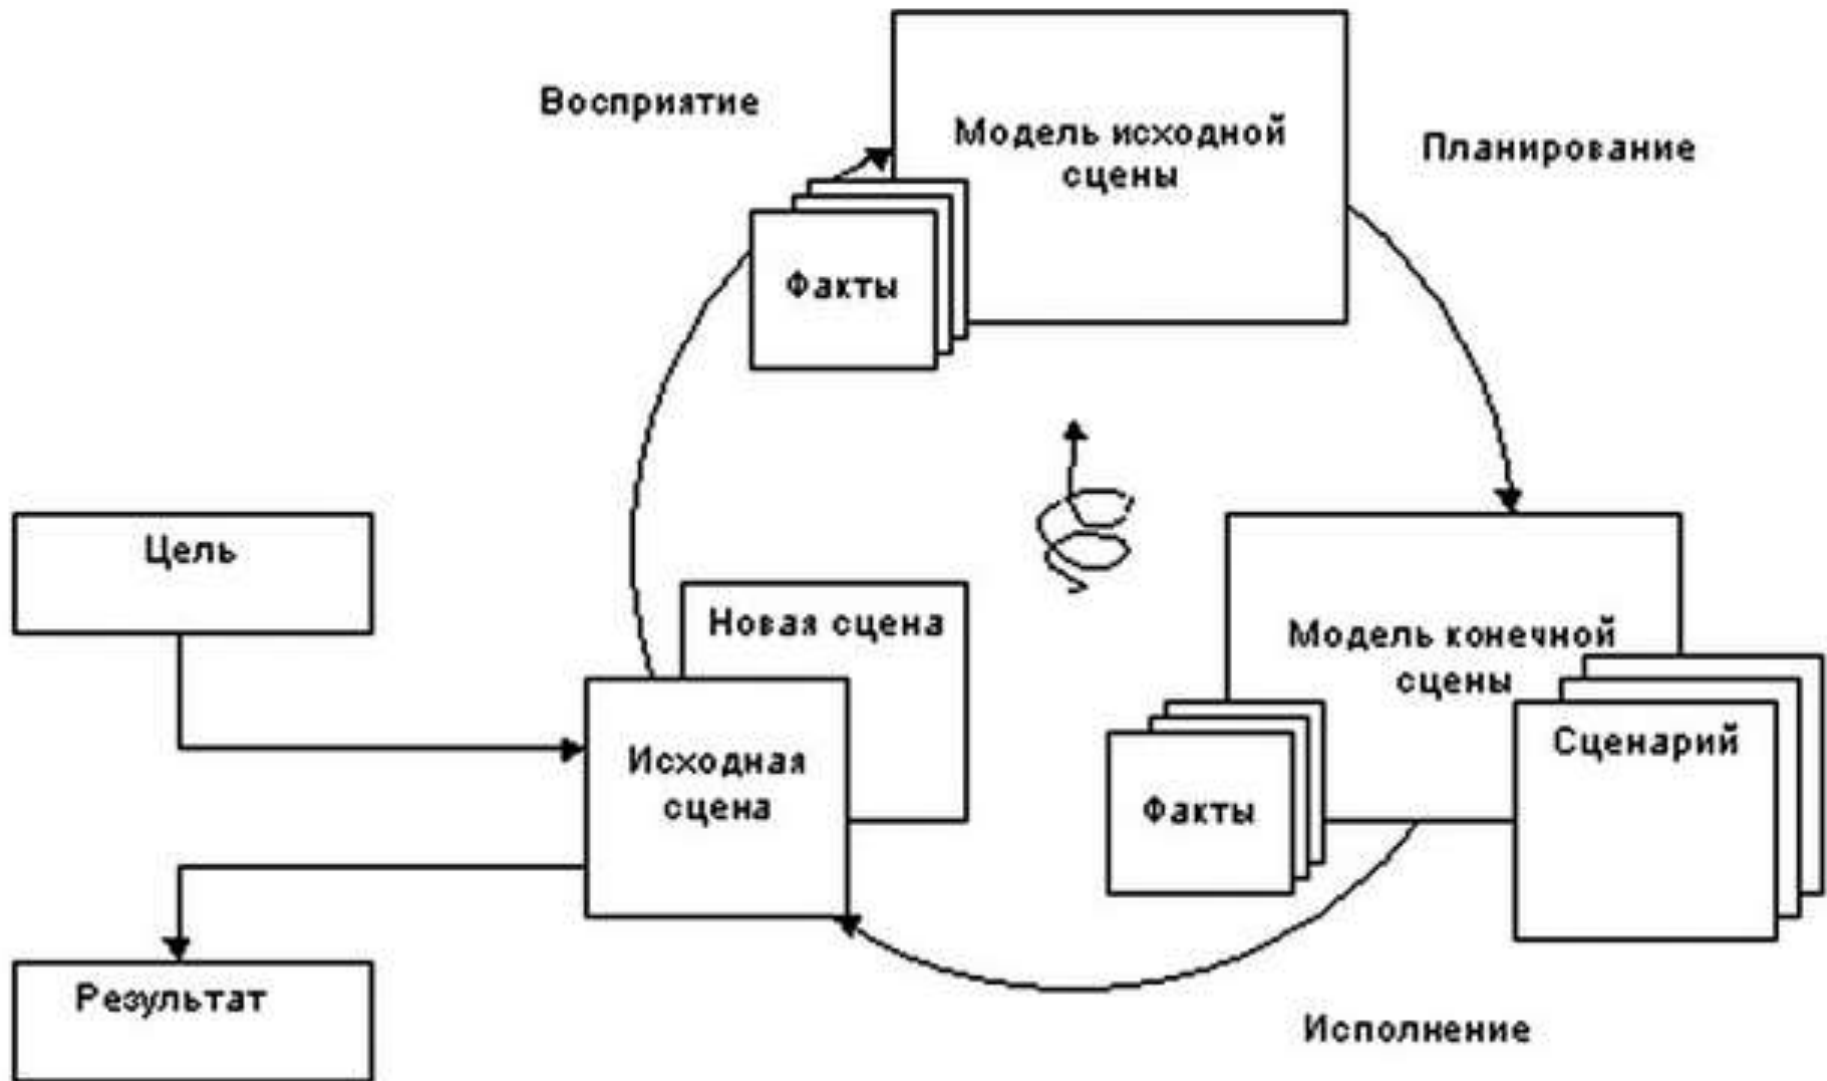 Восприятие
Модель исходной
сцены
Планирование
Факты
Цель
Новая сцена
Модель конечной
сцены
Исходная
сцена
Сценарий
Факты
Результат
Исполнение